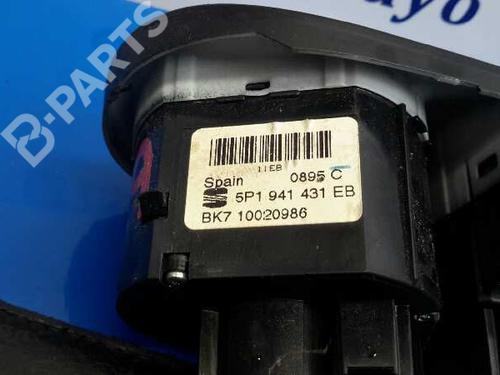 B-PARTS
11EB
Spain 0895 C
5P1 941 431 EB
BK7 10020986